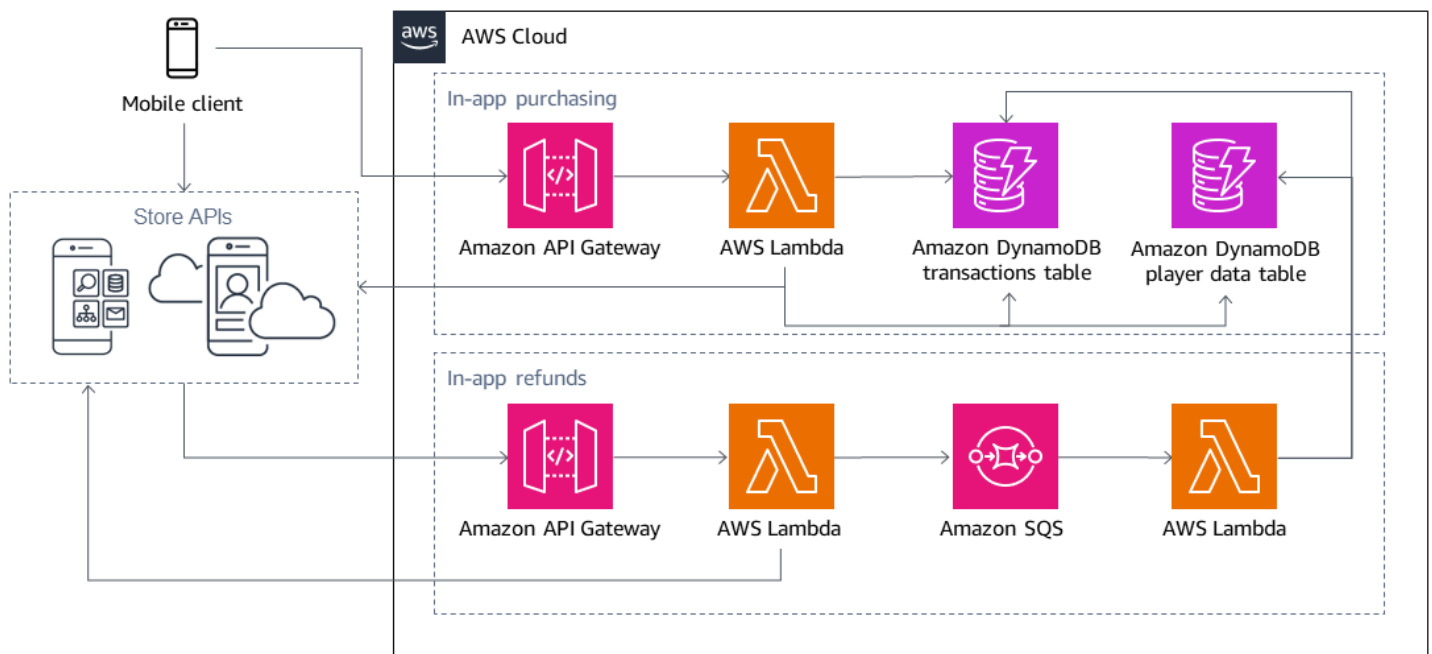 aws
AWS Cloud
Mobile client
In-app purchasing
Store APIs
Amazon API Gateway
AWS Lambda
Amazon DynamoDB
transactions table
Amazon DynamoDB
player data table
In-app refunds
Amazon API Gateway
AWS Lambda
Amazon SQS
AWS Lambda